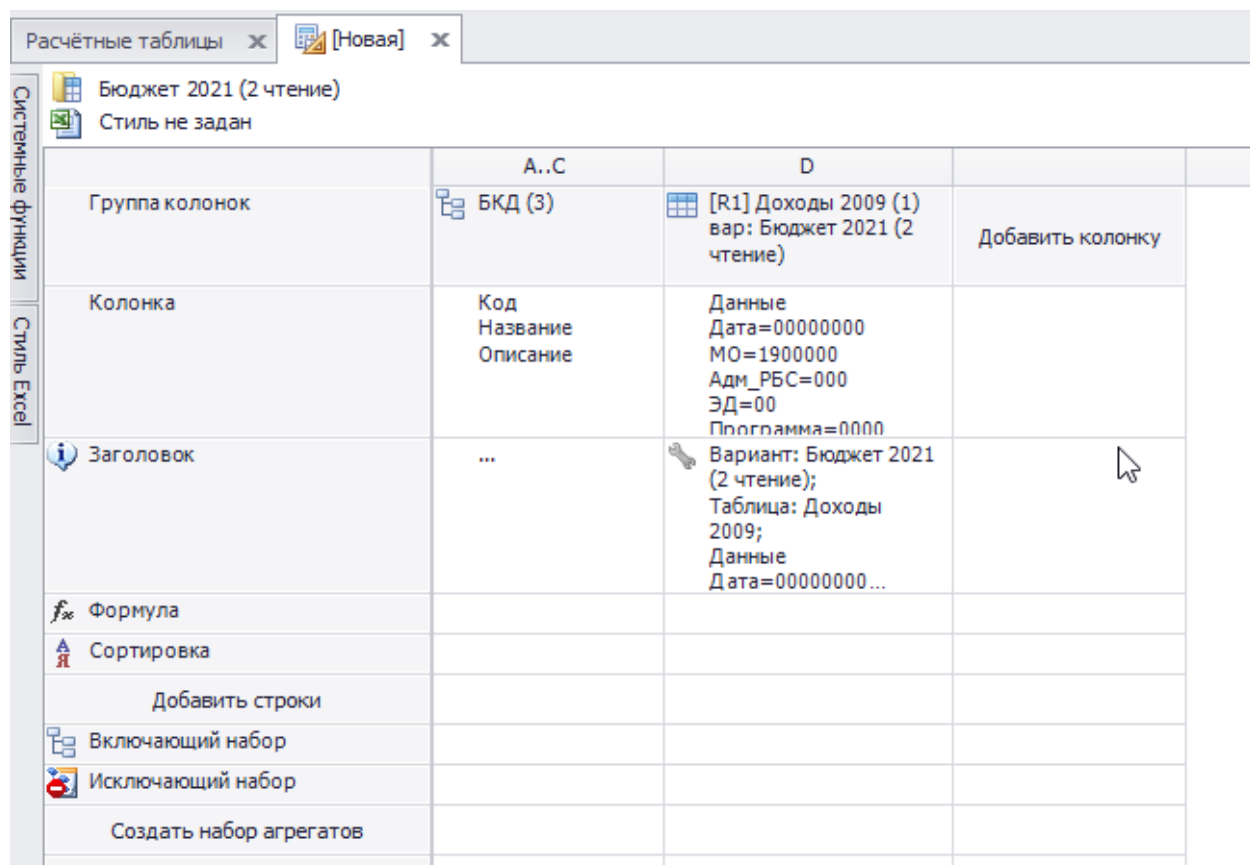 Расчётные таблицы
[Новая]
Системные функции
Стиль Excel
Бюджет 2021 (2 чтение)
Стиль не задан
A..C
D
Группа колонок
БКД (3)
[R1] Доходы 2009 (1)
вар: Бюджет 2021 (2
чтение)
Добавить колонку
Колонка
Код
Название
Описание
Данные
Дата=00000000
МО=1900000
Адм_РБС=000
ЭД=00
Программа=0000
Заголовок
...
Вариант: Бюджет 2021
(2 чтение);
Таблица: Доходы
2009;
Данные
Дата=00000000...
fx Формула
Сортировка
Добавить строки
Включающий набор
Исключающий набор
Создать набор агрегатов